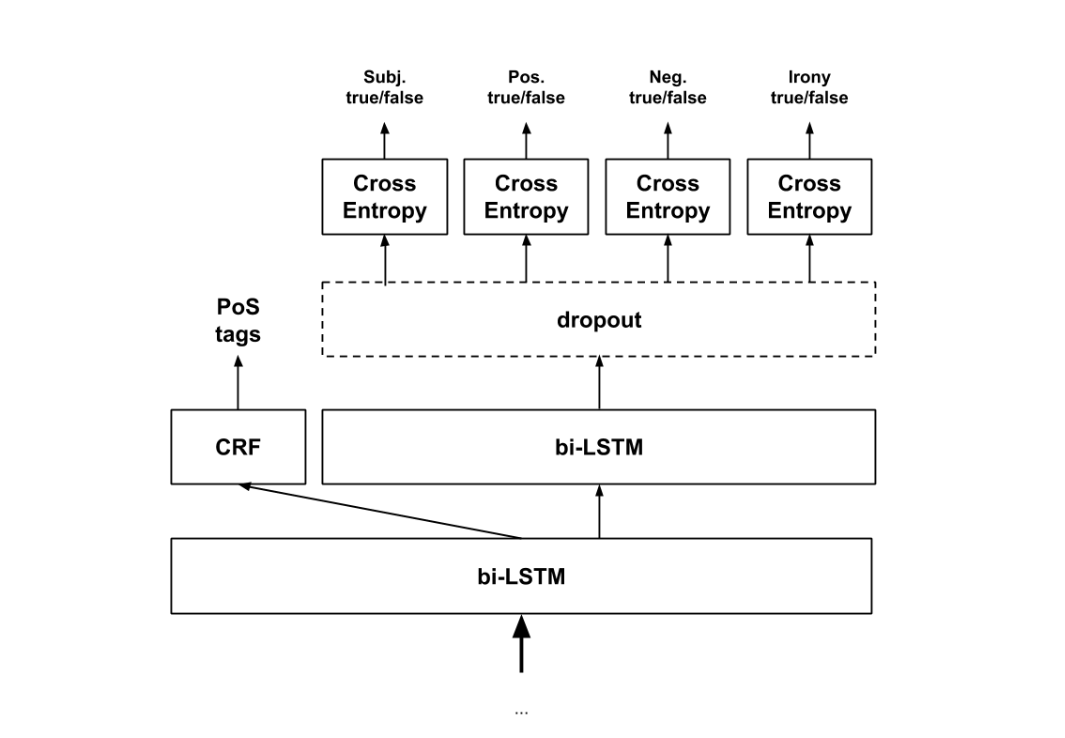 Subj.
true/false
Pos.
true/false
Neg.
true/false
Irony
true/false
Cross
Entropy
Cross
Entropy
Cross
Entropy
Cross
Entropy
PoS
tags
dropout
CRF
bi-LSTM
bi-LSTM
...